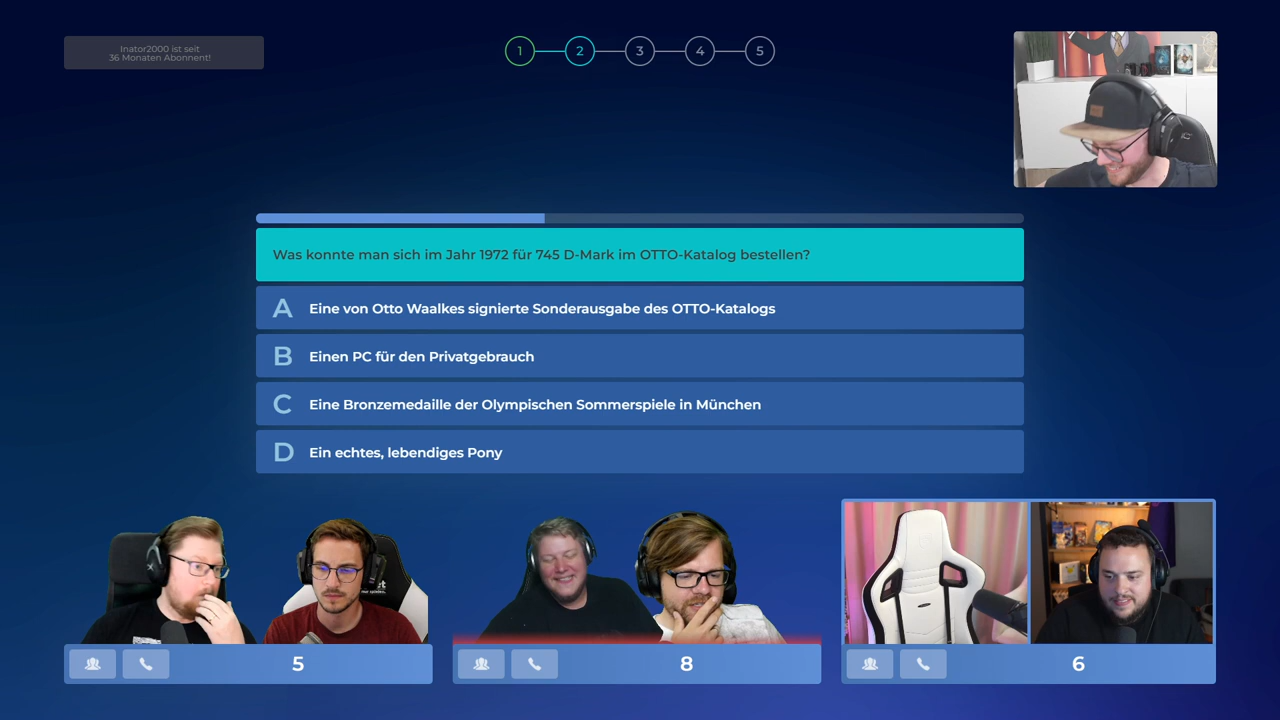 Inator2000 ist seit
36 Monaten Abonnent!
1 2 3 4 5
Was konnte man sich im Jahr 1972 für 745 D-Mark im OTTO-Katalog bestellen?
A Eine von Otto Waalkes signierte Sonderausgabe des OTTO-Katalogs
B Einen PC für den Privatgebrauch
C Eine Bronzemedaille der Olympischen Sommerspiele in München
D Ein echtes, lebendiges Pony
5 8 6